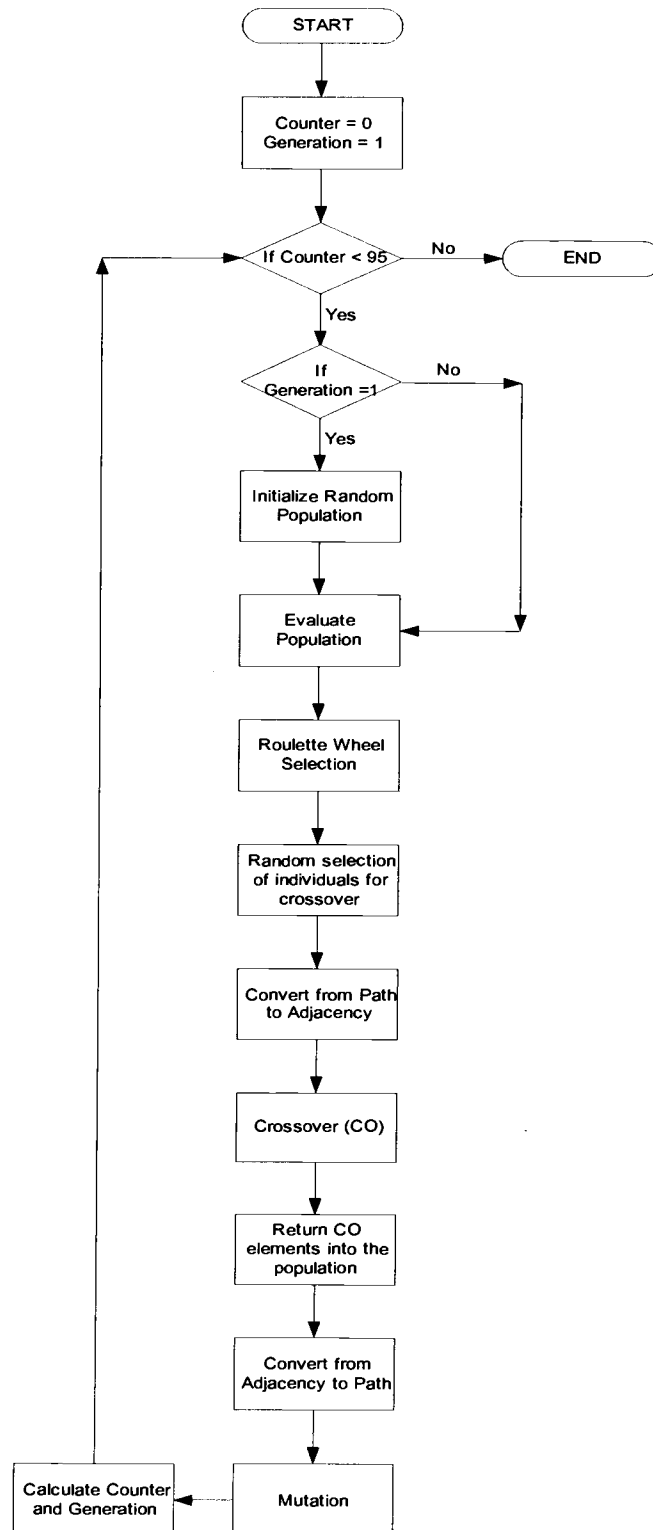 START
Counter = 0
Generation = 1
If Counter < 95
No
END
Yes
If
Generation =1
No
Yes
Initialize Random
Population
Evaluate
Population
Roulette Wheel
Selection
Random selection
of individuals for
crossover
Convert from Path
to Adjacency
Crossover (CO)
Return CO
elements into the
population
Convert from
Adjacency to Path
Calculate Counter
and Generation
Mutation